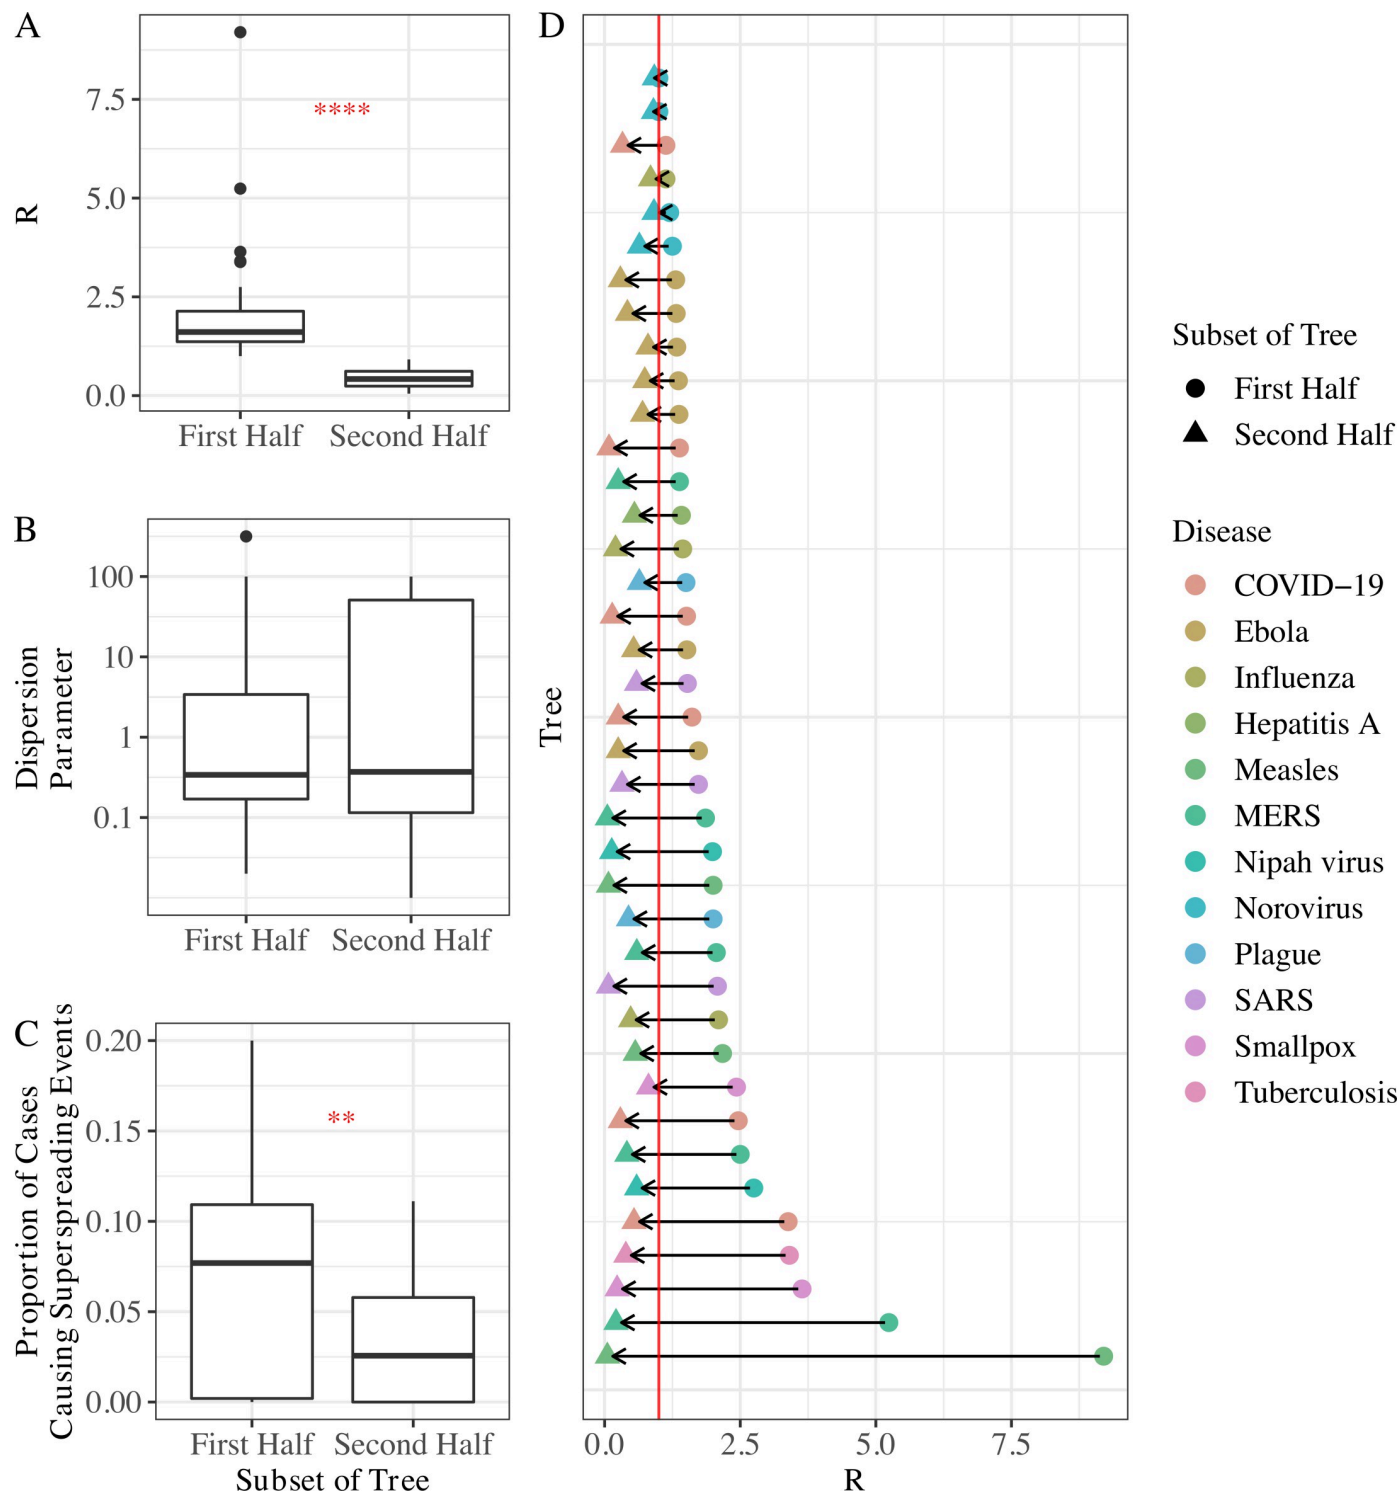 A
R
7.5
5.0
2.5
0.0
****
First Half
Second Half
B
Dispersion
Parameter
100
10
1
0.1
First Half
Second Half
C
Proportion of Cases
Causing Superspreading Events
0.20
0.15
0.10
0.05
0.00
**
First Half
Second Half
Subset of Tree
D
Tree
0.0
2.5
5.0
7.5
R
Subset of Tree
First Half
Second Half
Disease
COVID−19
Ebola
Influenza
Hepatitis A
Measles
MERS
Nipah virus
Norovirus
Plague
SARS
Smallpox
Tuberculosis